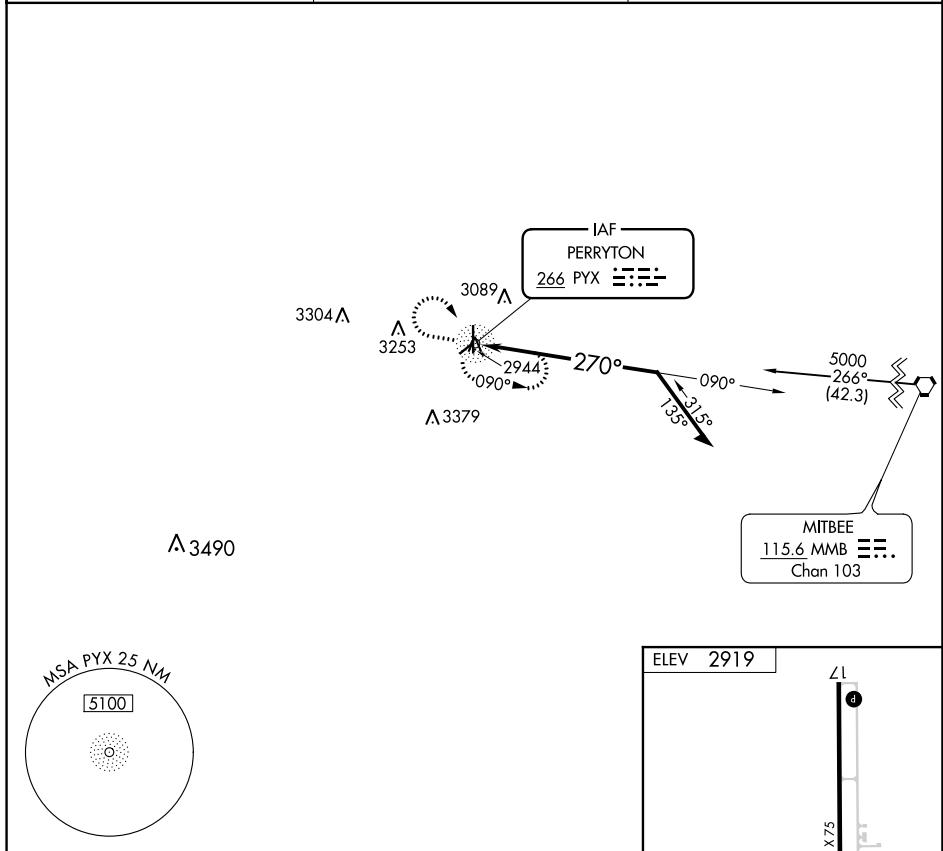 IAF
PERRYTON
266 PYX
3089
3304
3253
2944
270°
090°
090°
5000
266°
(42.3)
315°
135°
3379
MITBEE
115.6 MMB
Chan 103
3490
MSA PYX 25 NM
5100
ELEV 2919
17
P
X 75